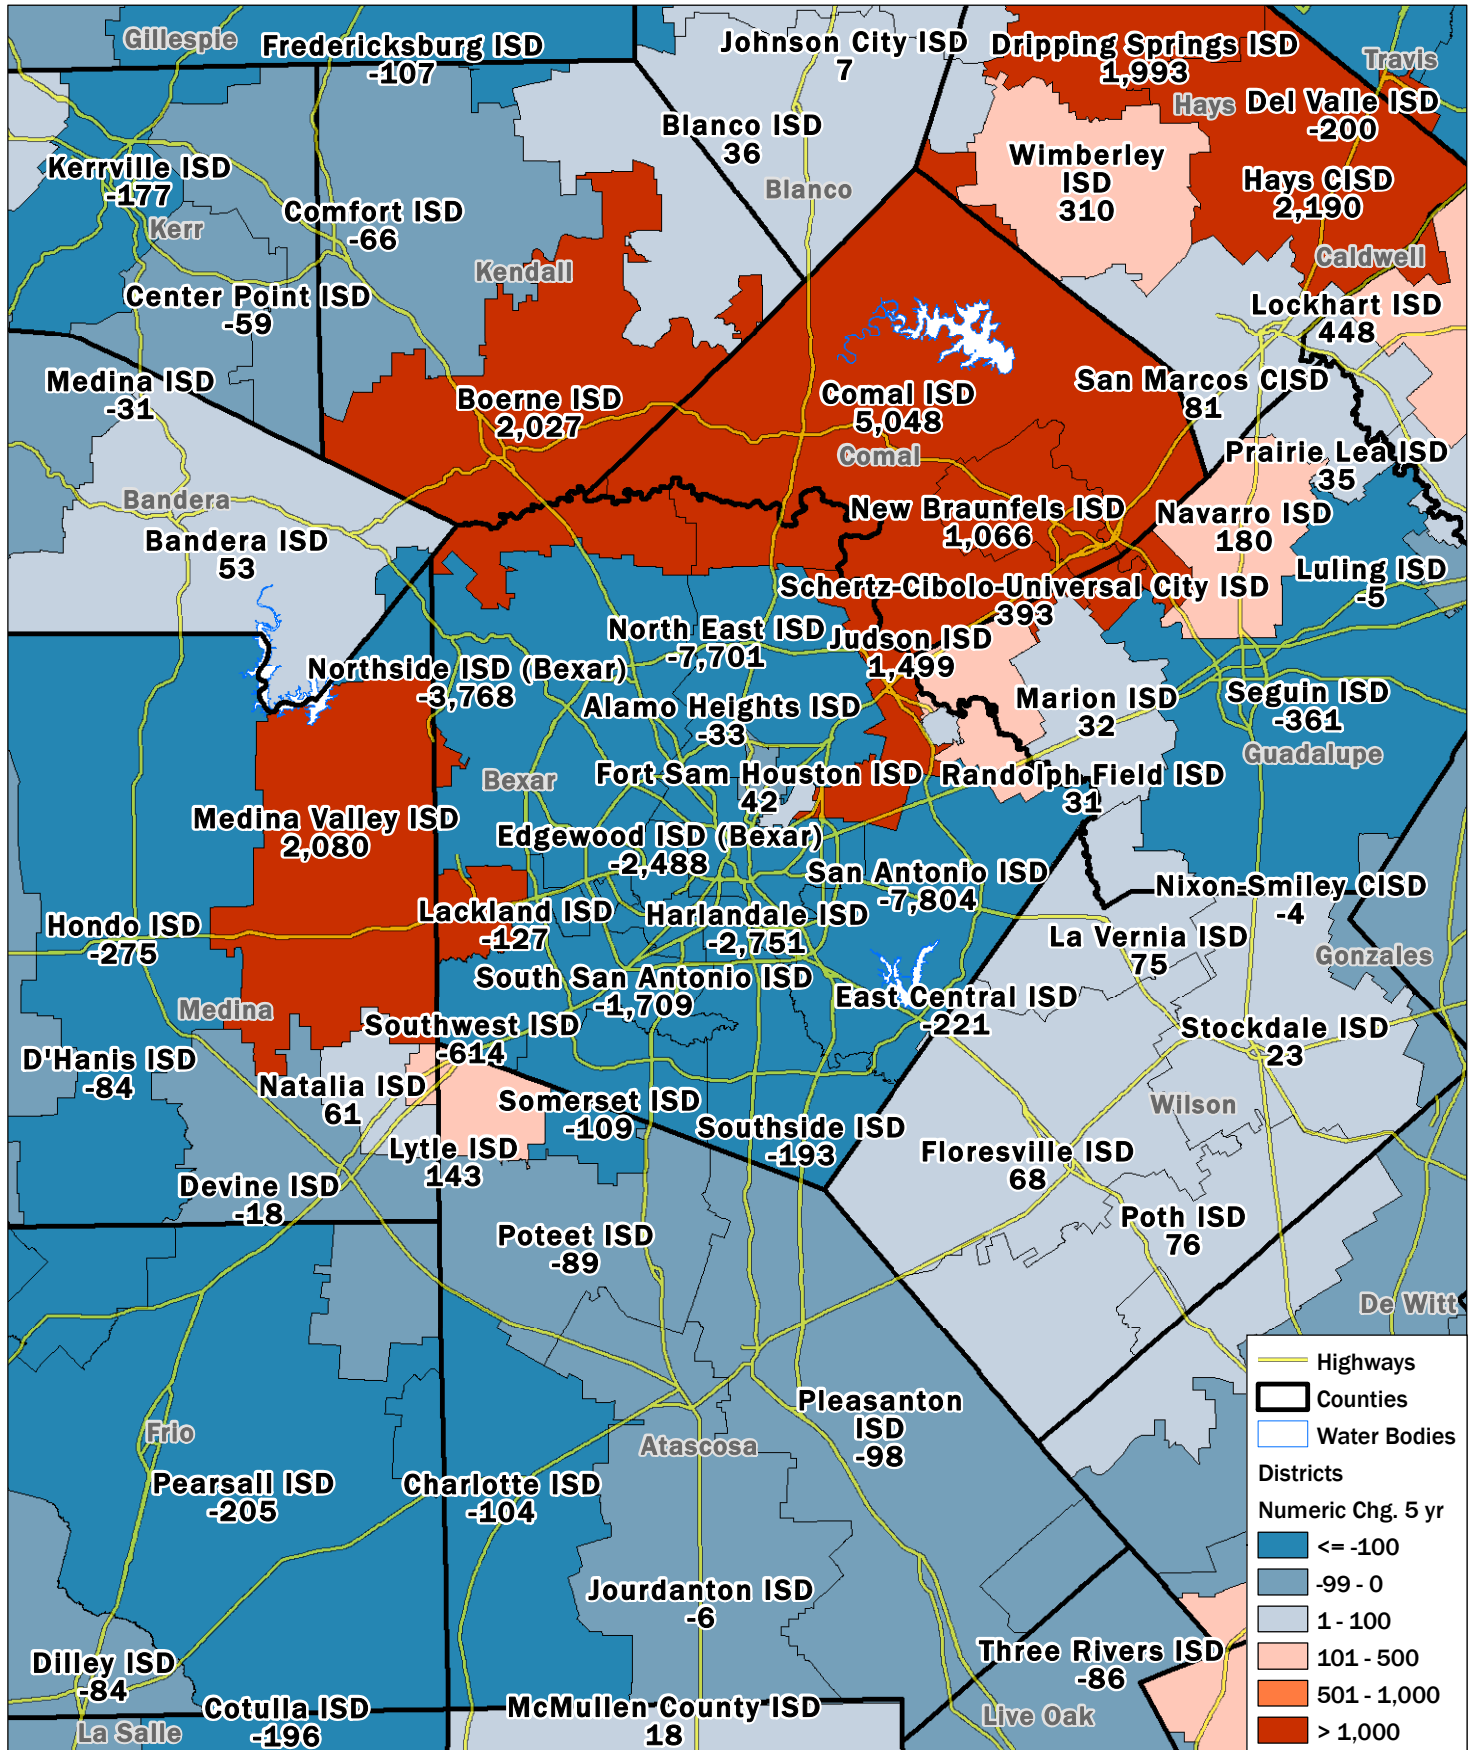 Gillespie
Fredericksburg ISD
-107
Johnson City ISD
7
Dripping Springs ISD
1,993
Travis
Hays
Del Valle ISD
-200
Blanco ISD
36
Wimberley
ISD
310
Kerrville ISD
-177
Hays CISD
2,190
Blanco
Comfort ISD
-66
Kerr
Kendall
Caldwell
Center Point ISD
-59
Lockhart ISD
448
Medina ISD
-31
San Marcos CISD
81
Boerne ISD
2,027
Comal ISD
5,048
Comal
Prairie Lea ISD
35
Bandera
New Braunfels ISD
1,066
Navarro ISD
180
Bandera ISD
53
Luling ISD
-5
Schertz-Cibolo-Universal City ISD
393
North East ISD
-7,701
Judson ISD
1,499
Northside ISD (Bexar)
-3,768
Marion ISD
32
Seguin ISD
-361
Alamo Heights ISD
-33
Guadalupe
Bexar
Fort Sam Houston ISD
42
Randolph Field ISD
31
Medina Valley ISD
2,080
Edgewood ISD (Bexar)
-2,488
San Antonio ISD
-7,804
Nixon-Smiley CISD
-4
Lackland ISD
-127
Harlandale ISD
-2,751
Hondo ISD
-275
La Vernia ISD
75
Gonzales
South San Antonio ISD
-1,709
East Central ISD
-221
Medina
Southwest ISD
-614
Stockdale ISD
23
D'Hanis ISD
-84
Natalia ISD
61
Somerset ISD
-109
Wilson
Southside ISD
-193
Lytle ISD
143
Floresville ISD
68
Devine ISD
-18
Poth ISD
76
Poteet ISD
-89
De Witt
Pleasanton
ISD
-98
Frio
Atascosa
Pearsall ISD
-205
Charlotte ISD
-104
Jourdanton ISD
-6
Dilley ISD
-84
Three Rivers ISD
-86
Cotulla ISD
-196
McMullen County ISD
18
Live Oak
La Salle
Highways
Counties
Water Bodies
Districts
Numeric Chg. 5 yr
<= -100
-99 - 0
1 - 100
101 - 500
501 - 1,000
> 1,000